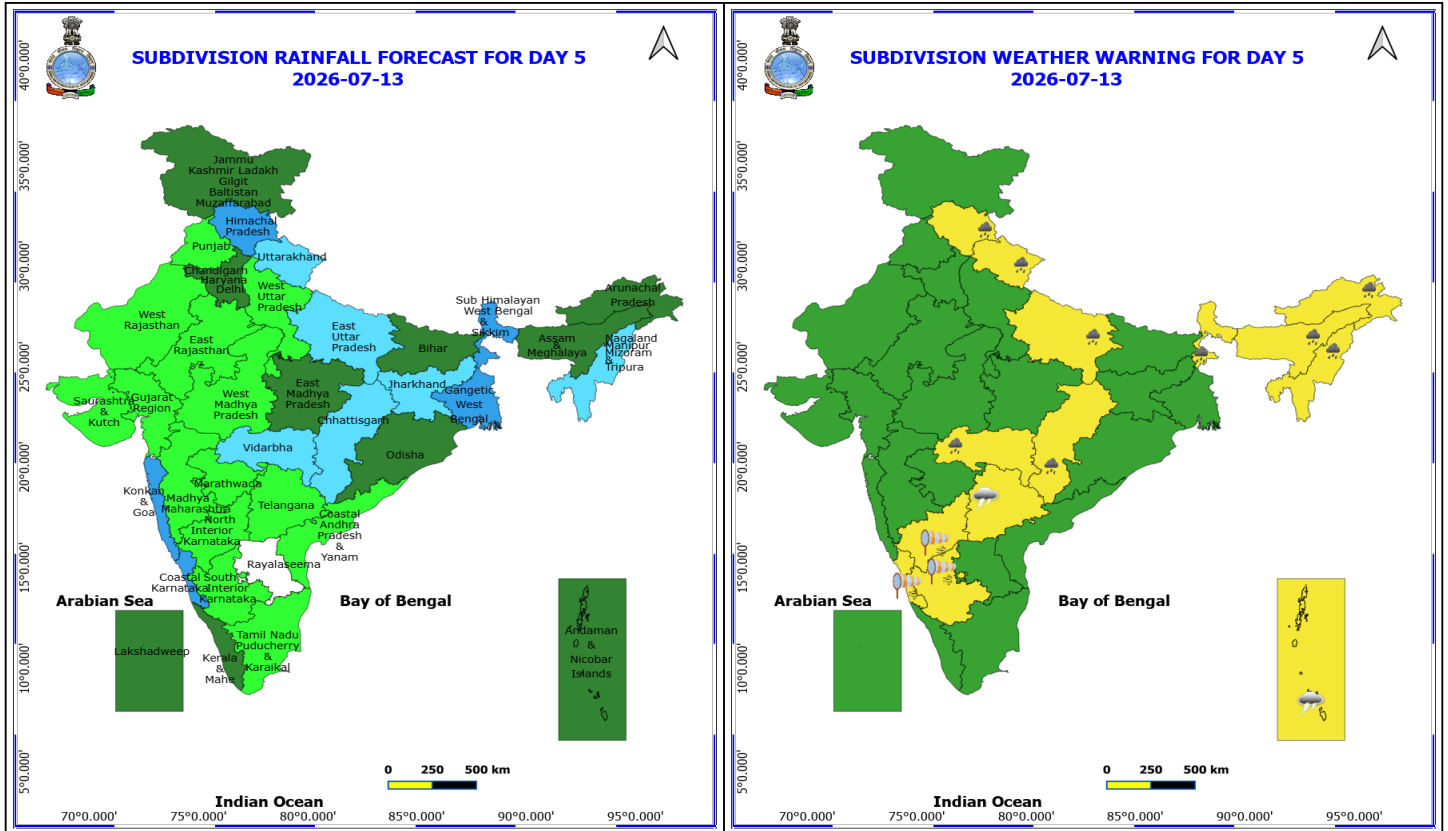 SUBDIVISION RAINFALL FORECAST FOR DAY 5
2026-07-13
40°0.000'
35°0.000'
30°0.000'
25°0.000'
20°0.000'
15°0.000'
10°0.000'
5°0.000'
Jammu
Kashmir Ladakh
Gilgit
Baltistan
Muzaffarabad
Himachal
Pradesh
Punjab
Uttarakhand
Chandigarh
Haryana
Delhi
West
Uttar
Pradesh
Arunachal
Pradesh
Sub Himalayan
West Bengal
&
Sikkim
West
Rajasthan
East
Rajasthan
East
Uttar
Pradesh
Bihar
Assam
&
Meghalaya
Nagaland
Manipur
Mizoram
&
Tripura
Saurashtra
&
Kutch
Gujarat
Region
West
Madhya
Pradesh
East
Madhya
Pradesh
Jharkhand
Gangetic
West
Bengal
Chhattisgarh
Vidarbha
Odisha
Konkan
&
Goa
Marathwada
Madhya
Maharashtra
North
Interior
Karnataka
Telangana
Coastal
Andhra
Pradesh
&
Yanam
Rayalaseema
Coastal
Karnataka
South
Interior
Karnataka
Arabian Sea
Bay of Bengal
Lakshadweep
Kerala
&
Mahe
Tamil Nadu
Puducherry
&
Karaikal
Andaman
&
Nicobar
Islands
0 250 500 km
Indian Ocean
70°0.000' 75°0.000' 80°0.000' 85°0.000' 90°0.000' 95°0.000'
SUBDIVISION WEATHER WARNING FOR DAY 5
2026-07-13
40°0.000'
35°0.000'
30°0.000'
25°0.000'
20°0.000'
15°0.000'
10°0.000'
5°0.000'
Arabian Sea
Bay of Bengal
0 250 500 km
Indian Ocean
70°0.000' 75°0.000' 80°0.000' 85°0.000' 90°0.000' 95°0.000'